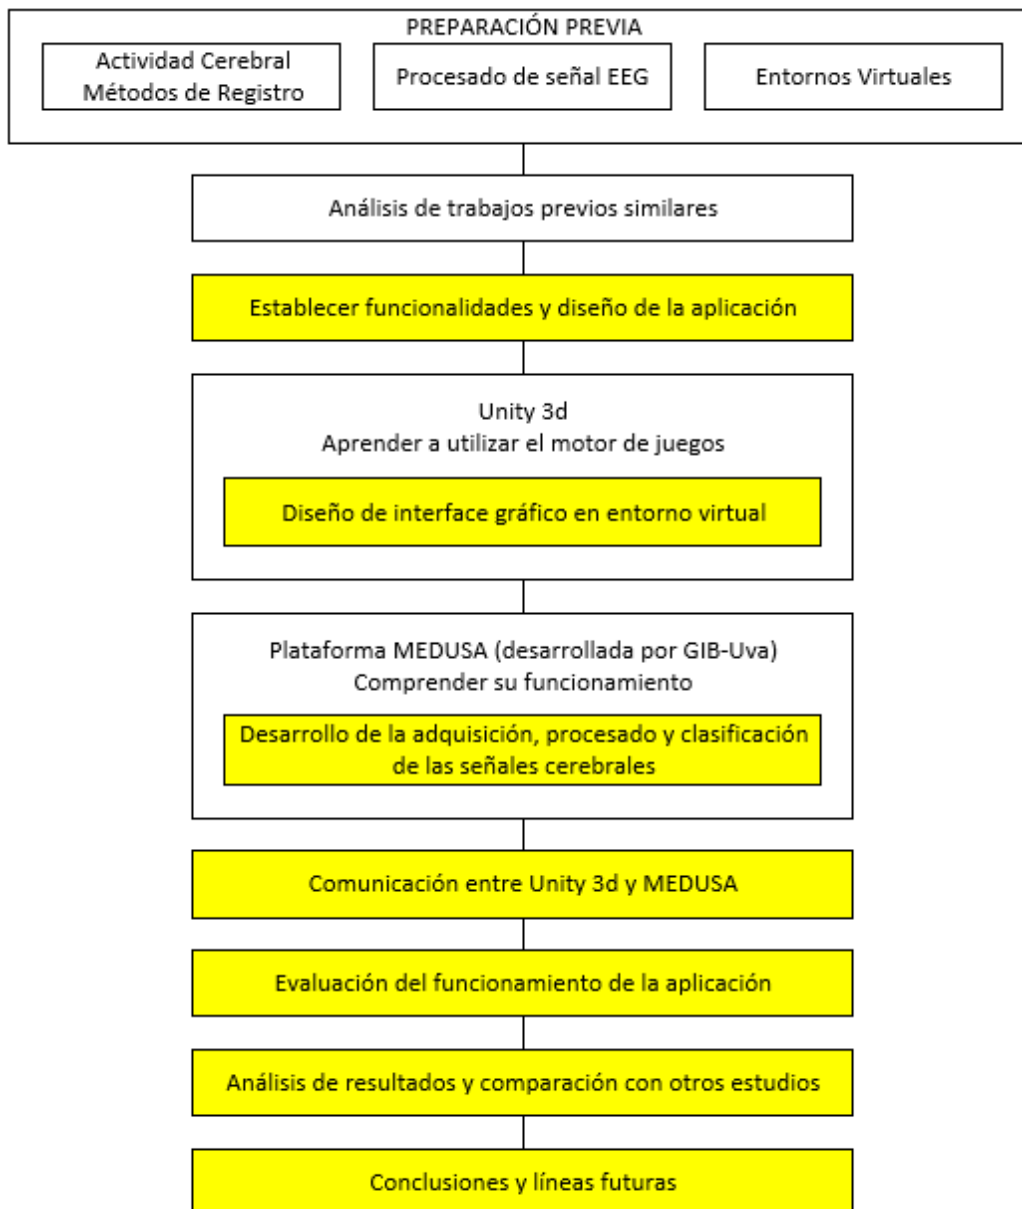 PREPARACIÓN PREVIA
Actividad Cerebral
Métodos de Registro
Procesado de señal EEG
Entornos Virtuales
Análisis de trabajos previos similares
Establecer funcionalidades y diseño de la aplicación
Unity 3d
Aprender a utilizar el motor de juegos
Diseño de interface gráfico en entorno virtual
Plataforma MEDUSA (desarrollada por GIB-Uva)
Comprender su funcionamiento
Desarrollo de la adquisición, procesado y clasificación
de las señales cerebrales
Comunicación entre Unity 3d y MEDUSA
Evaluación del funcionamiento de la aplicación
Análisis de resultados y comparación con otros estudios
Conclusiones y líneas futuras